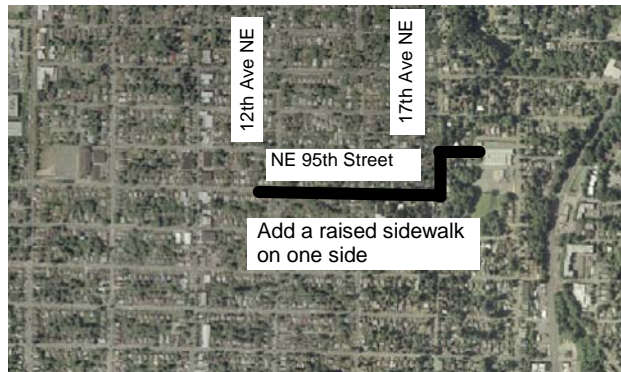 12th Ave NE
17th Ave NE
NE 95th Street
Add a raised sidewalk
on one side